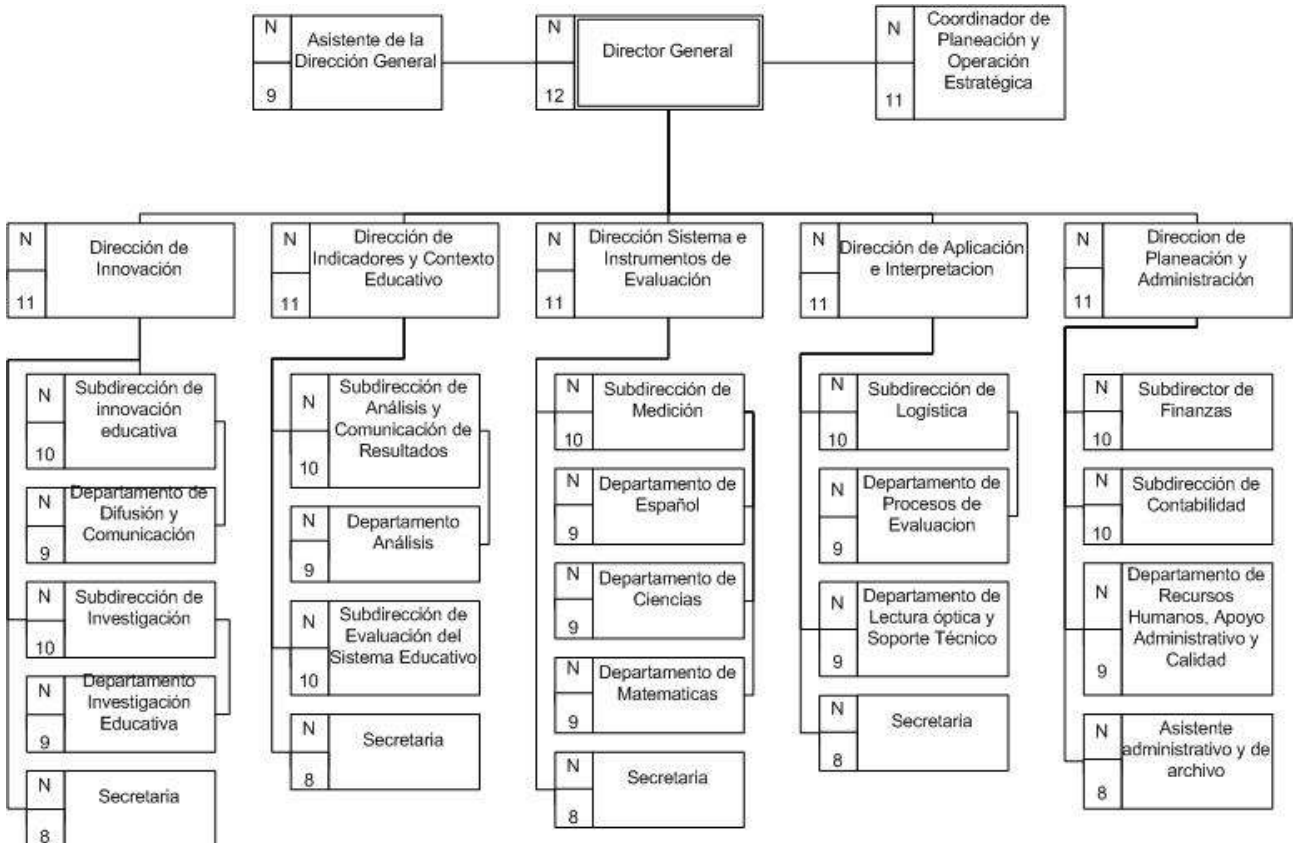 N
9
Asistente de la
Dirección General
N
12
Director General
N
11
Coordinador de
Planeación y
Operación
Estratégica
N
11
Dirección de
Innovación
N
11
Dirección de
Indicadores y Contexto
Educativo
N
11
Dirección Sistema e
Instrumentos de
Evaluación
N
11
Dirección de Aplicación
e Interpretacion
N
11
Direccion de
Planeación y
Administración
N
10
Subdirección de
innovación
educativa
N
9
Departamento de
Difusión y
Comunicación
N
10
Subdirección de
Investigación
N
9
Departamento
Investigación
Educativa
N
8
Secretaria
N
10
Subdirección de
Análisis y
Comunicación de
Resultados
N
9
Departamento
Análisis
N
10
Subdirección de
Evaluación del
Sistema Educativo
N
8
Secretaria
N
10
Subdirección de
Medición
N
9
Departamento de
Español
N
9
Departamento de
Ciencias
N
9
Departamento de
Matematicas
N
8
Secretaria
N
10
Subdirección de
Logística
N
9
Departamento de
Procesos de
Evaluacion
N
9
Departamento de
Lectura óptica y
Soporte Técnico
N
8
Secretaria
N
10
Subdirector de
Finanzas
N
10
Subdirección de
Contabilidad
N
9
Departamento de
Recursos
Humanos, Apoyo
Administrativo y
Calidad
N
8
Asistente
administrativo y de
archivo